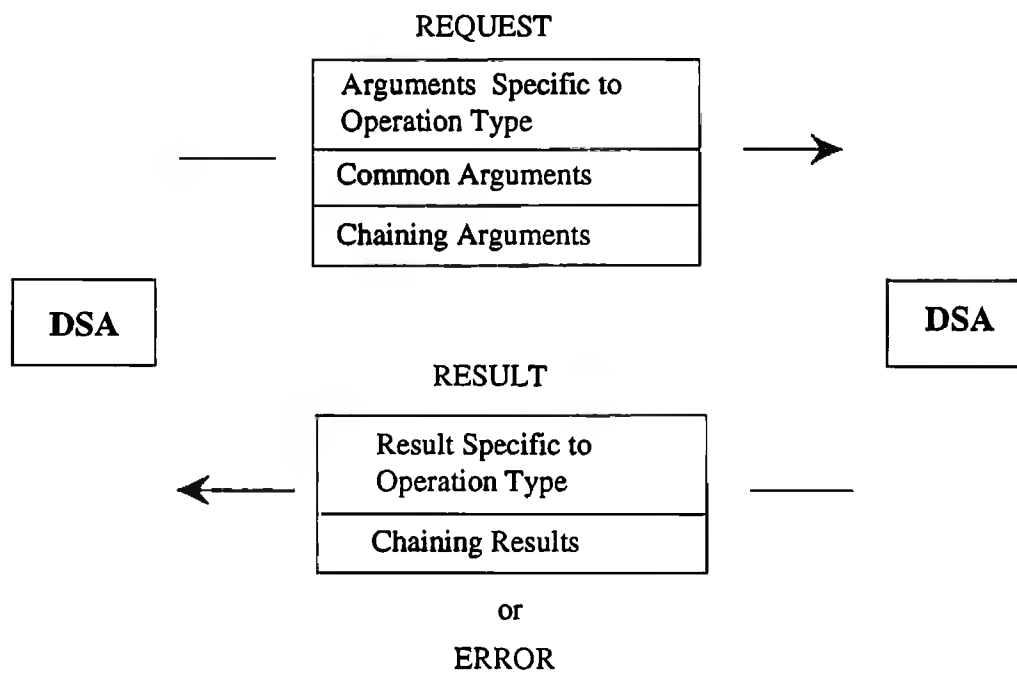 REQUEST
Arguments Specific to
Operation Type
Common Arguments
Chaining Arguments
DSA
DSA
RESULT
Result Specific to
Operation Type
Chaining Results
or
ERROR